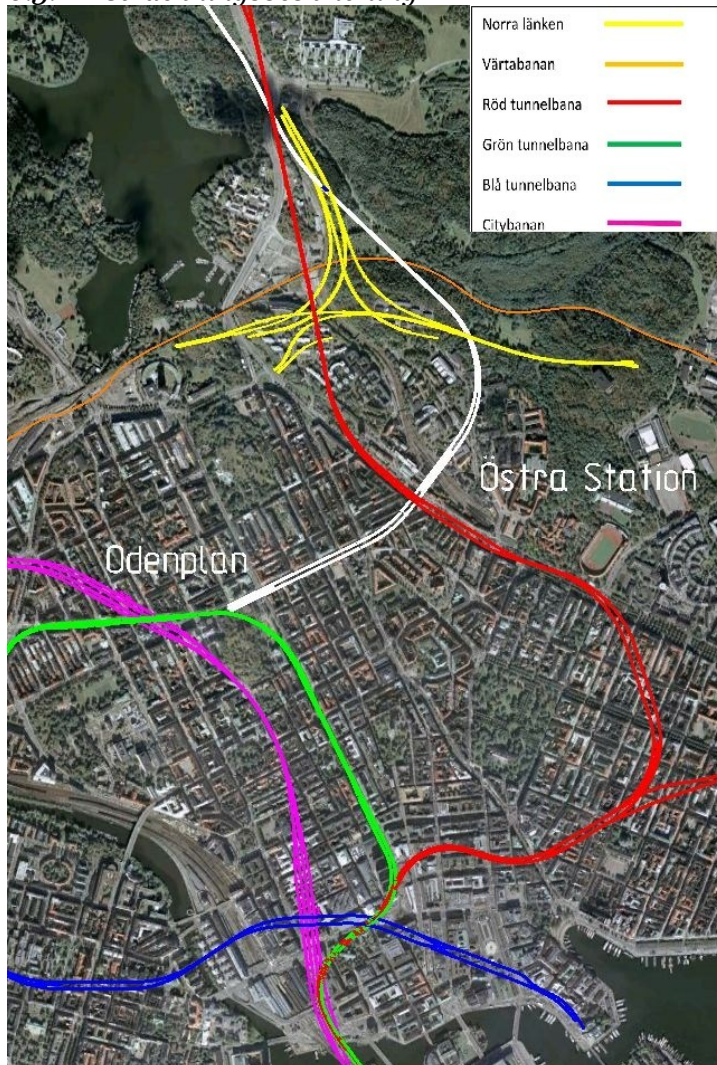 Norra länken
Värtabanan
Röd tunnelbana
Grön tunnelbana
Blå tunnelbana
Citybanan
Östra Station
Odenplan